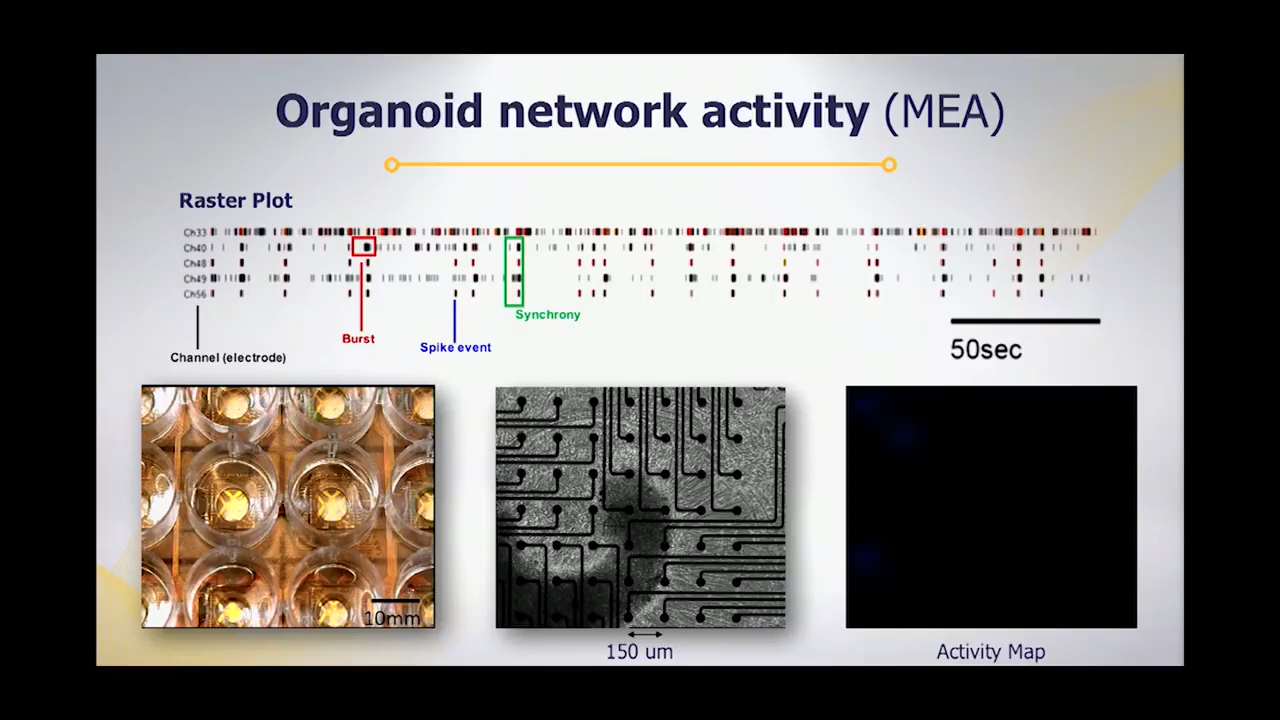 Organoid network activity (MEA)
Raster Plot
Ch33
Ch40
Ch48
Ch49
Ch56
Synchrony
Burst
Spike event
Channel (electrode)
50sec
10mm
150 um
Activity Map